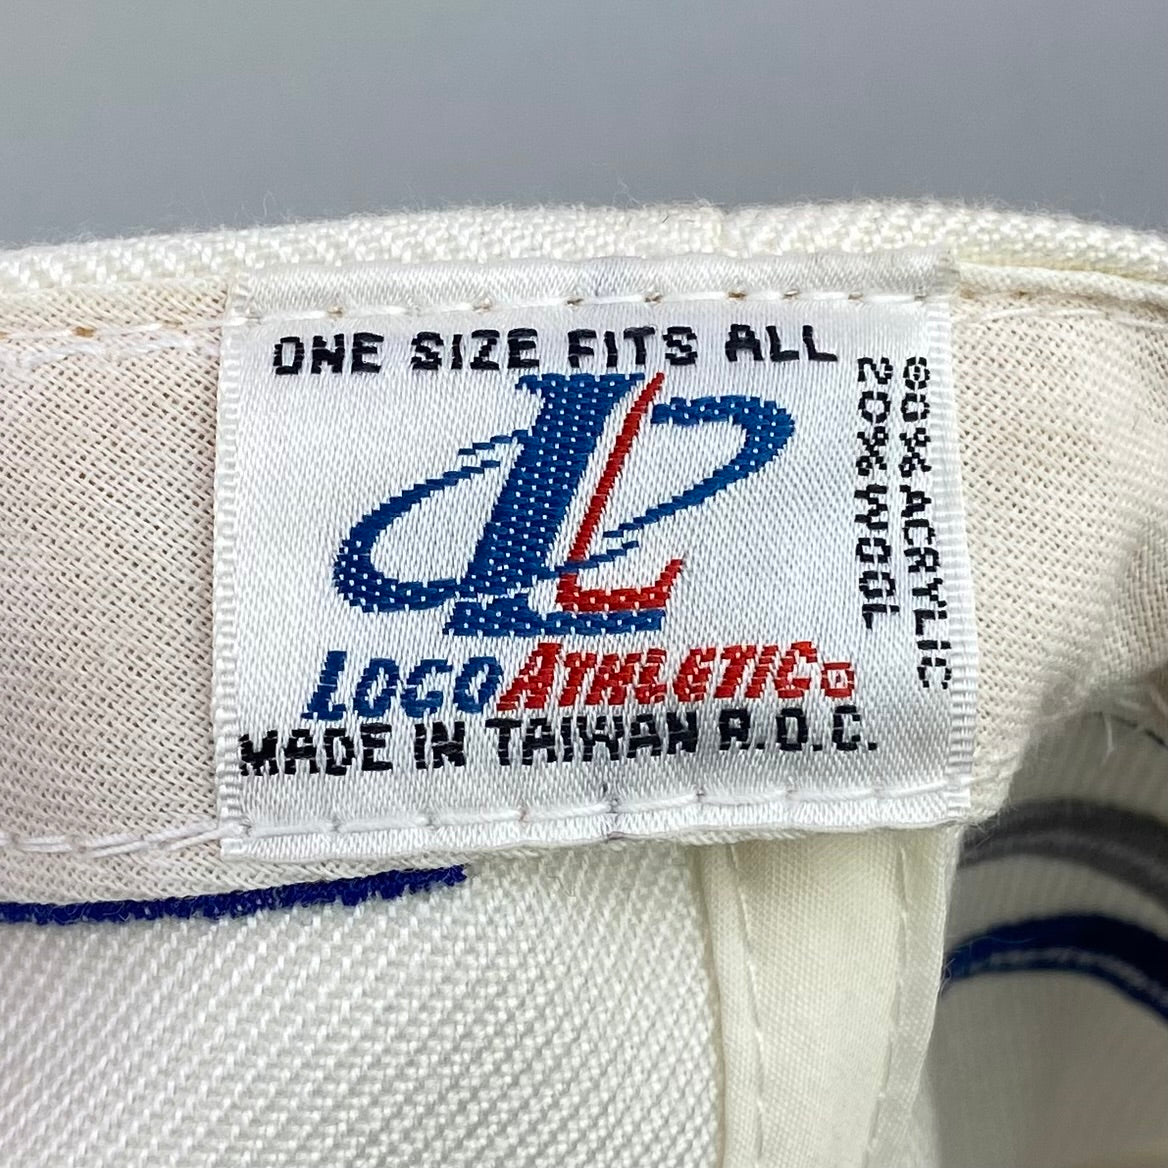 ONE SIZE FITS ALL
80% ACRYLIC
20% WOOL
L
LOGO ATHLETIC
MADE IN TAIWAN R.O.C.